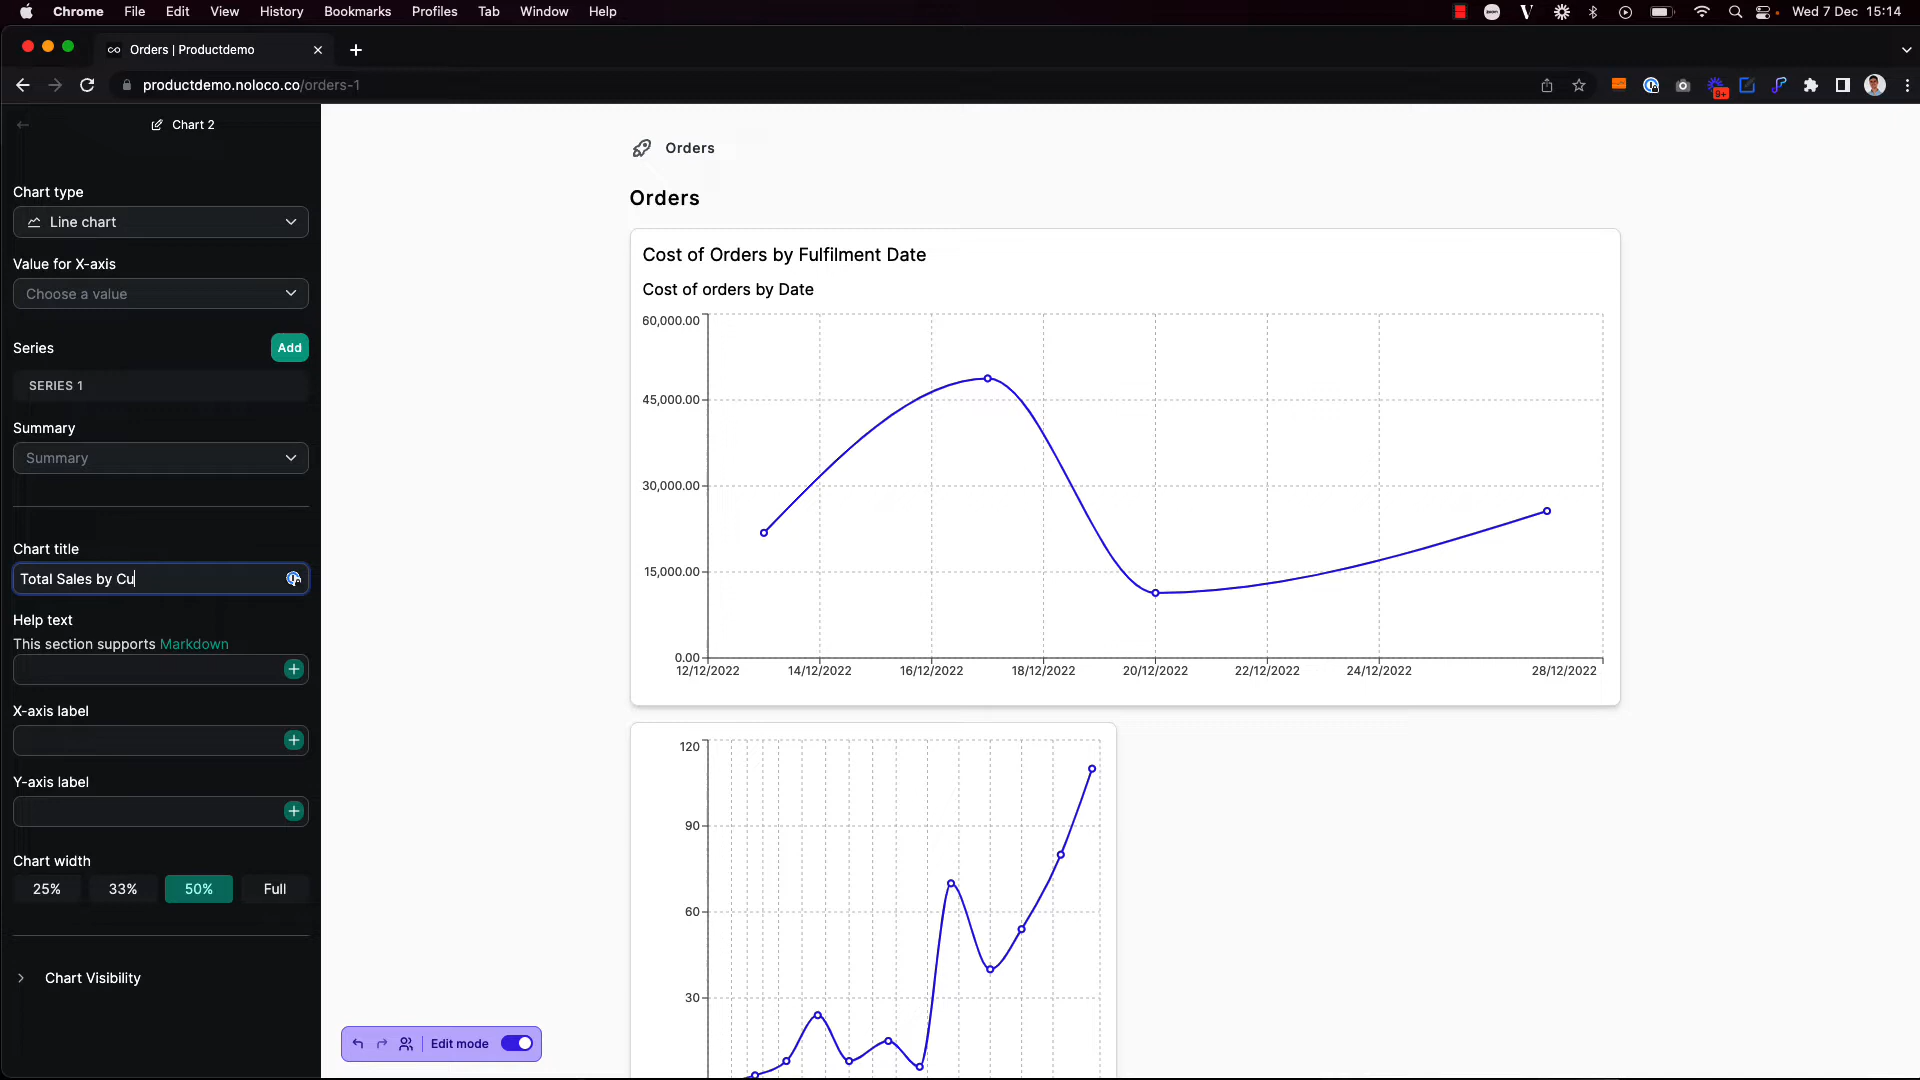 Chrome File Edit View History Bookmarks Profiles Tab Window Help
zoom
Wed 7 Dec 15:14
Orders | Productdemo
productdemo.noloco.co/orders-1
9+
Chart 2
Chart type
Line chart
Value for X-axis
Choose a value
Series
Add
SERIES 1
Summary
Summary
Chart title
Total Sales by Cu
Help text
This section supports Markdown
X-axis label
Y-axis label
Chart width
25% 33% 50% Full
Chart Visibility
Orders
Orders
Cost of Orders by Fulfilment Date
Cost of orders by Date
60,000.00
45,000.00
30,000.00
15,000.00
0.00
12/12/2022 14/12/2022 16/12/2022 18/12/2022 20/12/2022 22/12/2022 24/12/2022 28/12/2022
120
90
60
30
Edit mode